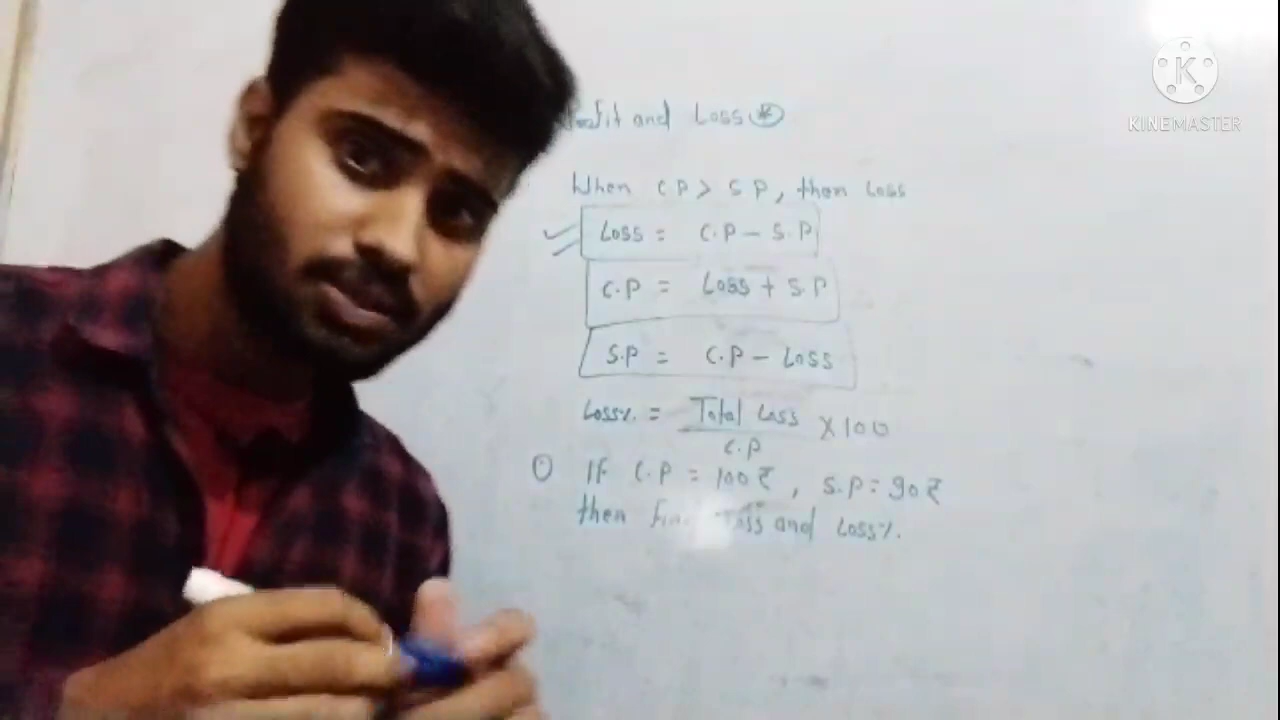 and Loss
When C P > S P, then Loss
Loss = C.P - S.P
C.P = Loss + S.P
S.P = C.P - Loss
Loss% = Total Loss / C.P X 100
If C.P = 100₹, S.P = 90₹
then Loss and Loss%.
KINEMASTER